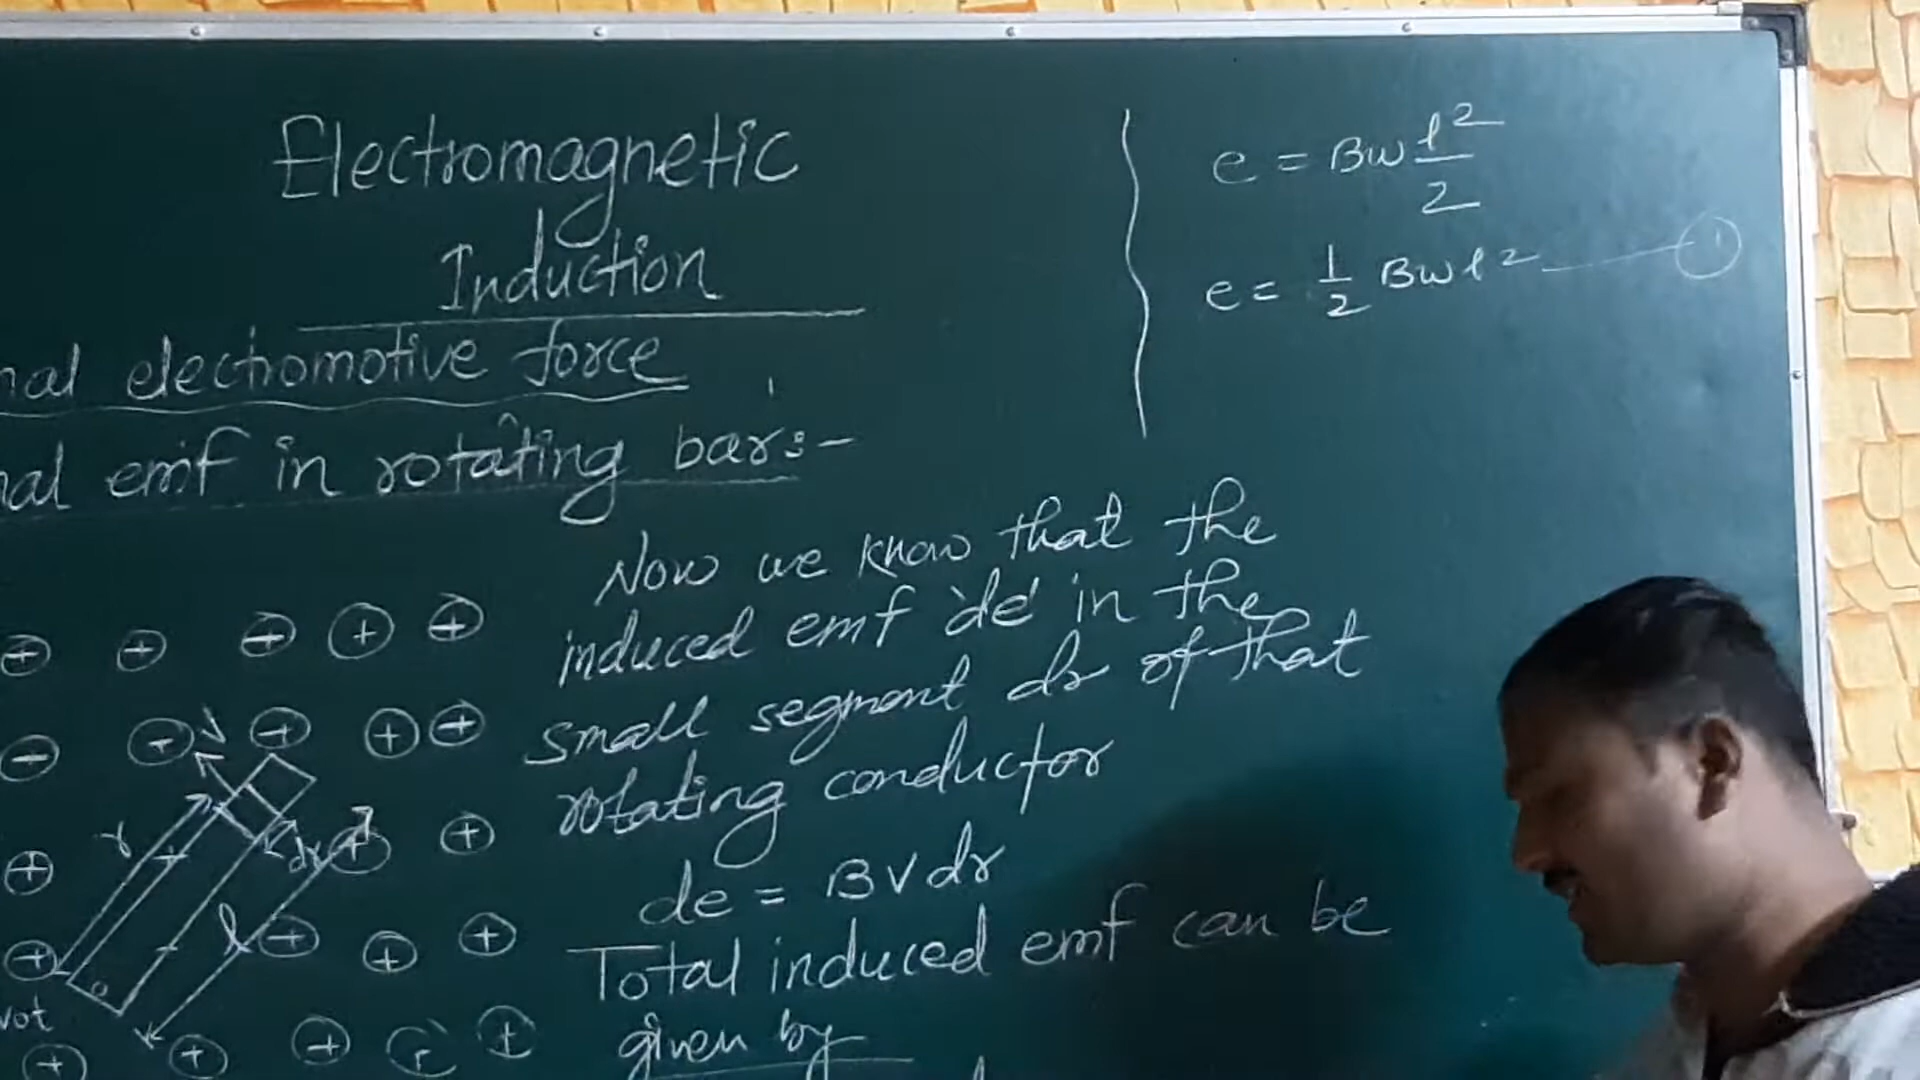 Electromagnetic
Induction
nal electromotive force
nal emf in rotating bar:-
Now we know that the
induced emf 'de' in the
small segment dr of that
rotating conductor
de = Bvdr
Total induced emf can be
given by
V
r
dr
l
o
vot
e = Bω l²/2
e = 1/2 Bωl² — 1